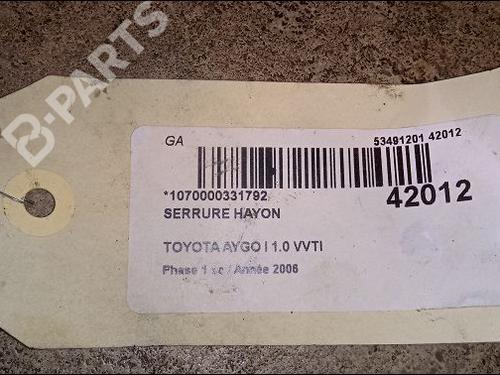 B-PARTS
GA
53491201 42012
*1070000331792
42012
SERRURE HAYON
TOYOTA AYGO I 1.0 VVTI
Phase 1 / Année 2006